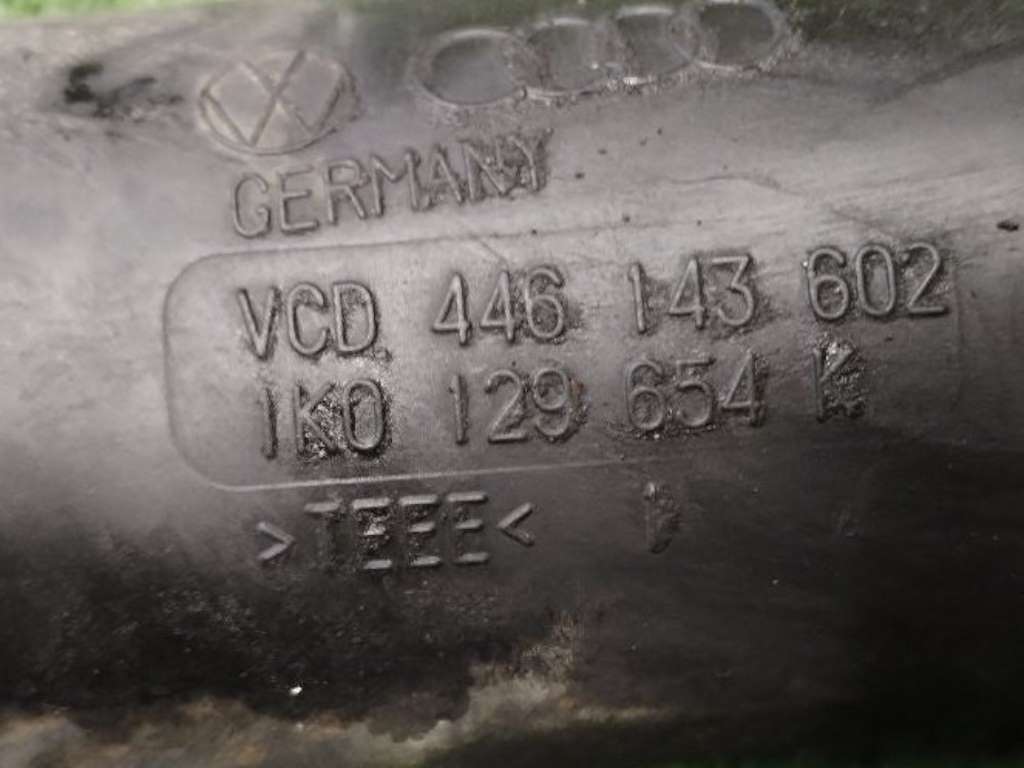 GERMANY
VCD 446 143 602
1K0 129 654 K
>TEEE<